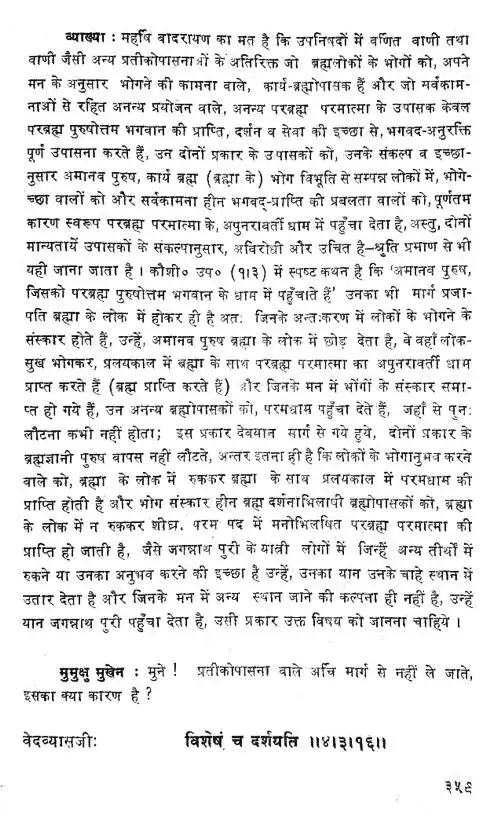 व्याख्या : महर्षि वादरायण का मत है कि उपनिषदों में वर्णित वाणी तथा
वाणी जैसी अन्य प्रतीकोपासनाओं के अतिरिक्त जो ब्रह्मलोकों के भोगों को, अपने
मन के अनुसार भोगने की कामना वाले, कार्य-ब्रह्मोपासक हैं और जो सर्वकाम-
नाओं से रहित अनन्य प्रयोजन वाले, अनन्य परब्रह्म परमात्मा के उपासक केवल
परब्रह्म पुरुषोत्तम भगवान की प्राप्ति, दर्शन व सेवा की इच्छा से, भगवद-अनुरक्ति
पूर्ण उपासना करते हैं, उन दोनों प्रकार के उपासकों को, उनके संकल्प व इच्छा-
नुसार अमानव पुरुष, कार्य ब्रह्म (ब्रह्मा के) भोग विभूति से सम्पन्न लोकों में, भोगे-
च्छा वालों को और सर्वकामना हीन भगवद्-प्राप्ति की प्रबलता वालों को, पूर्णतम
कारण स्वरूप परब्रह्म परमात्मा के, अपुनरावर्ती धाम में पहुँचा देता है, अस्तु, दोनों
मान्यतायें उपासकों के संकल्पानुसार, अविरोधी और उचित है–श्रुति प्रमाण से भी
यही जाना जाता है । कौशी० उप० (१।३) में स्पष्ट कथन है कि 'अमानव पुरुष,
जिसको परब्रह्म पुरुषोत्तम भगवान के धाम में पहुँचाते हैं' उनका भी मार्ग प्रजा-
पति ब्रह्मा के लोक में होकर ही है अतः जिनके अन्तःकरण में लोकों के भोगने के
संस्कार होते हैं, उन्हें, अमानव पुरुष ब्रह्मा के लोक में छोड़ देता है, वे वहाँ लोक-
सुख भोगकर, प्रलयकाल में ब्रह्मा के साथ परब्रह्म परमात्मा का अपुनरावर्ती धाम
प्राप्त करते हैं (ब्रह्म प्राप्ति करते हैं) और जिनके मन में भोगों के संस्कार समा-
प्त हो गये हैं, उन अनन्य ब्रह्मोपासकों को, परमधाम पहुँचा देते हैं, जहाँ से पुनः
लौटना कभी नहीं होता; इस प्रकार देवयान मार्ग से गये हुये, दोनों प्रकार के
ब्रह्मज्ञानी पुरुष वापस नहीं लौटते, अन्तर इतना ही है कि लोकों के भोगानुभव करने
वाले को, ब्रह्मा के लोक में रुककर ब्रह्मा के साथ प्रलयकाल में परमधाम की
प्राप्ति होती है और भोग संस्कार हीन ब्रह्म दर्शनाभिलाषी ब्रह्मोपासकों को, ब्रह्मा
के लोक में न रुककर शीघ्र परम पद में मनोभिलषित परब्रह्म परमात्मा की
प्राप्ति हो जाती है, जैसे जगन्नाथ पुरी के यात्री लोगों में जिन्हें अन्य तीर्थों में
रुकने या उनका अनुभव करने की इच्छा है उन्हें, उनका यान उनके चाहे स्थान में
उतार देता है और जिनके मन में अन्य स्थान जाने की कल्पना ही नहीं है, उन्हें
यान जगन्नाथ पुरी पहुँचा देता है, उसी प्रकार उक्त विषय को जानना चाहिये ।
मुमुक्षु मुखेन : मुने ! प्रतीकोपासना वाले अर्चि मार्ग से नहीं ले जाते,
इसका क्या कारण है ?
वेदव्यासजी: विशेषं च दर्शयति ।।४।३।१६।।
३५९